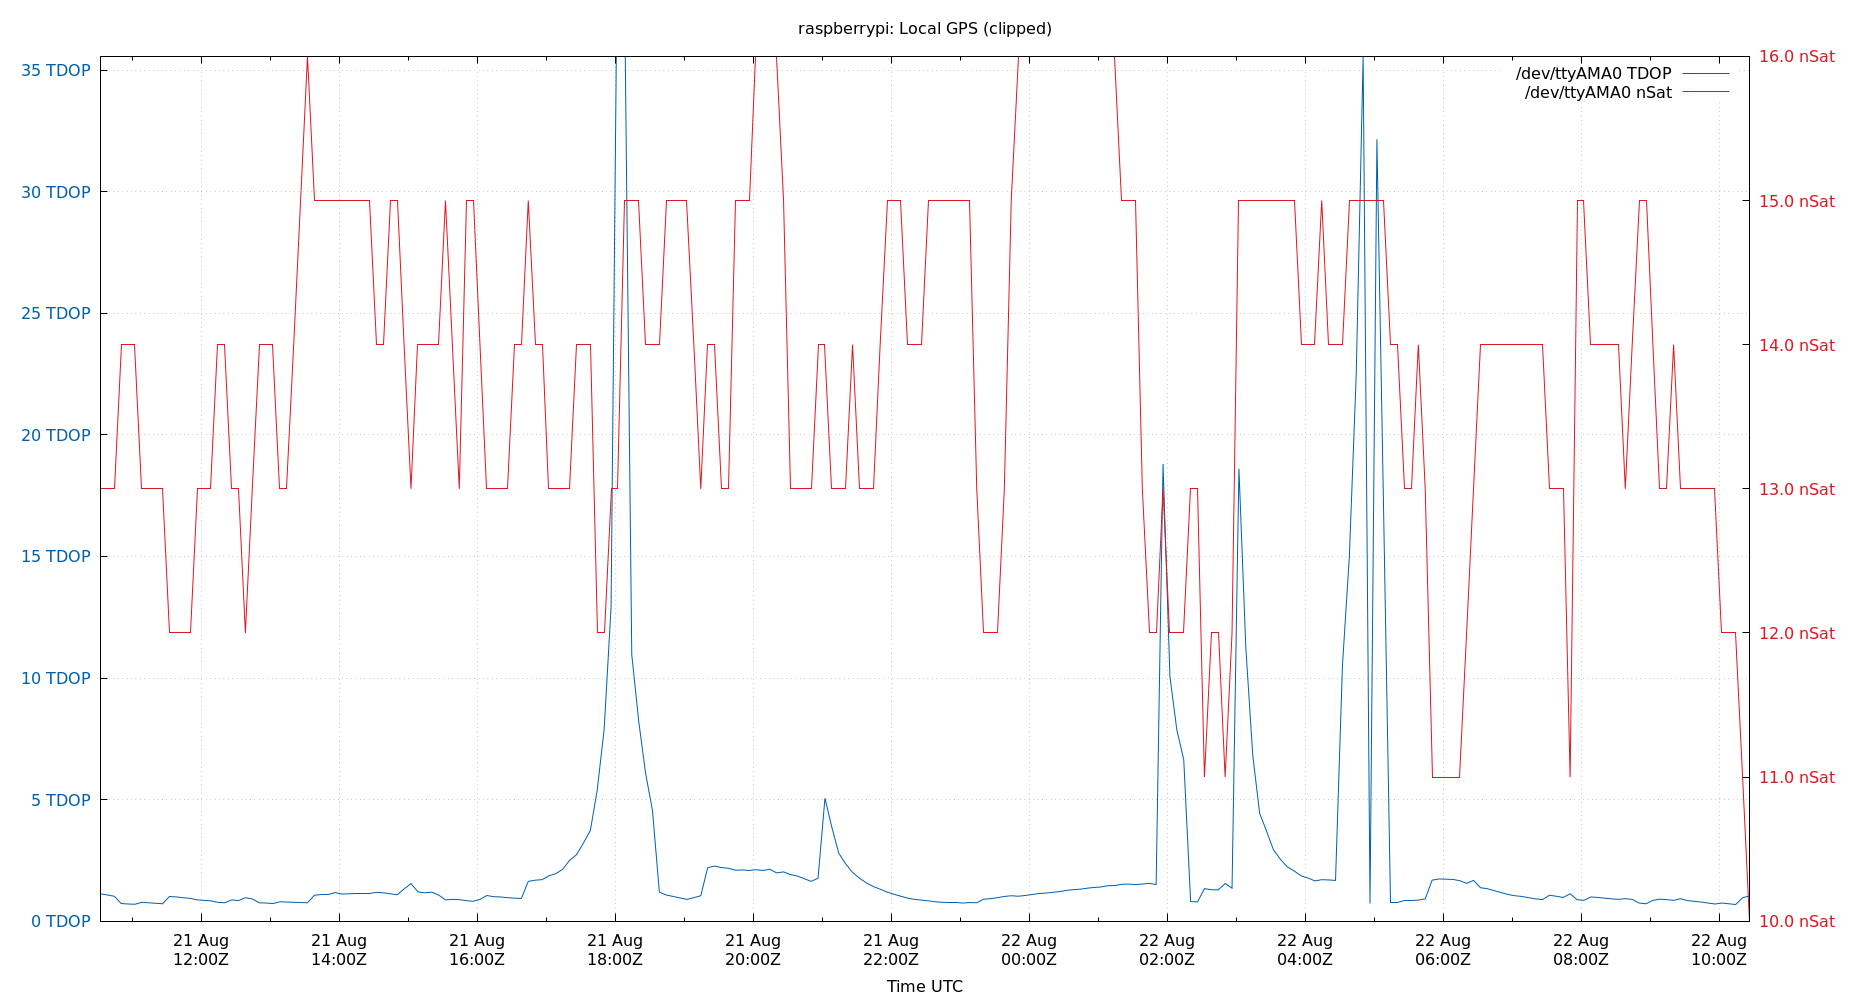 raspberrypi: Local GPS (clipped)
35 TDOP
30 TDOP
25 TDOP
20 TDOP
15 TDOP
10 TDOP
5 TDOP
0 TDOP
/dev/ttyAMA0 TDOP
/dev/ttyAMA0 nSat
16.0 nSat
15.0 nSat
14.0 nSat
13.0 nSat
12.0 nSat
11.0 nSat
10.0 nSat
21 Aug 21 Aug 21 Aug 21 Aug 21 Aug 21 Aug 22 Aug 22 Aug 22 Aug 22 Aug 22 Aug 22 Aug
12:00Z 14:00Z 16:00Z 18:00Z 20:00Z 22:00Z 00:00Z 02:00Z 04:00Z 06:00Z 08:00Z 10:00Z
Time UTC